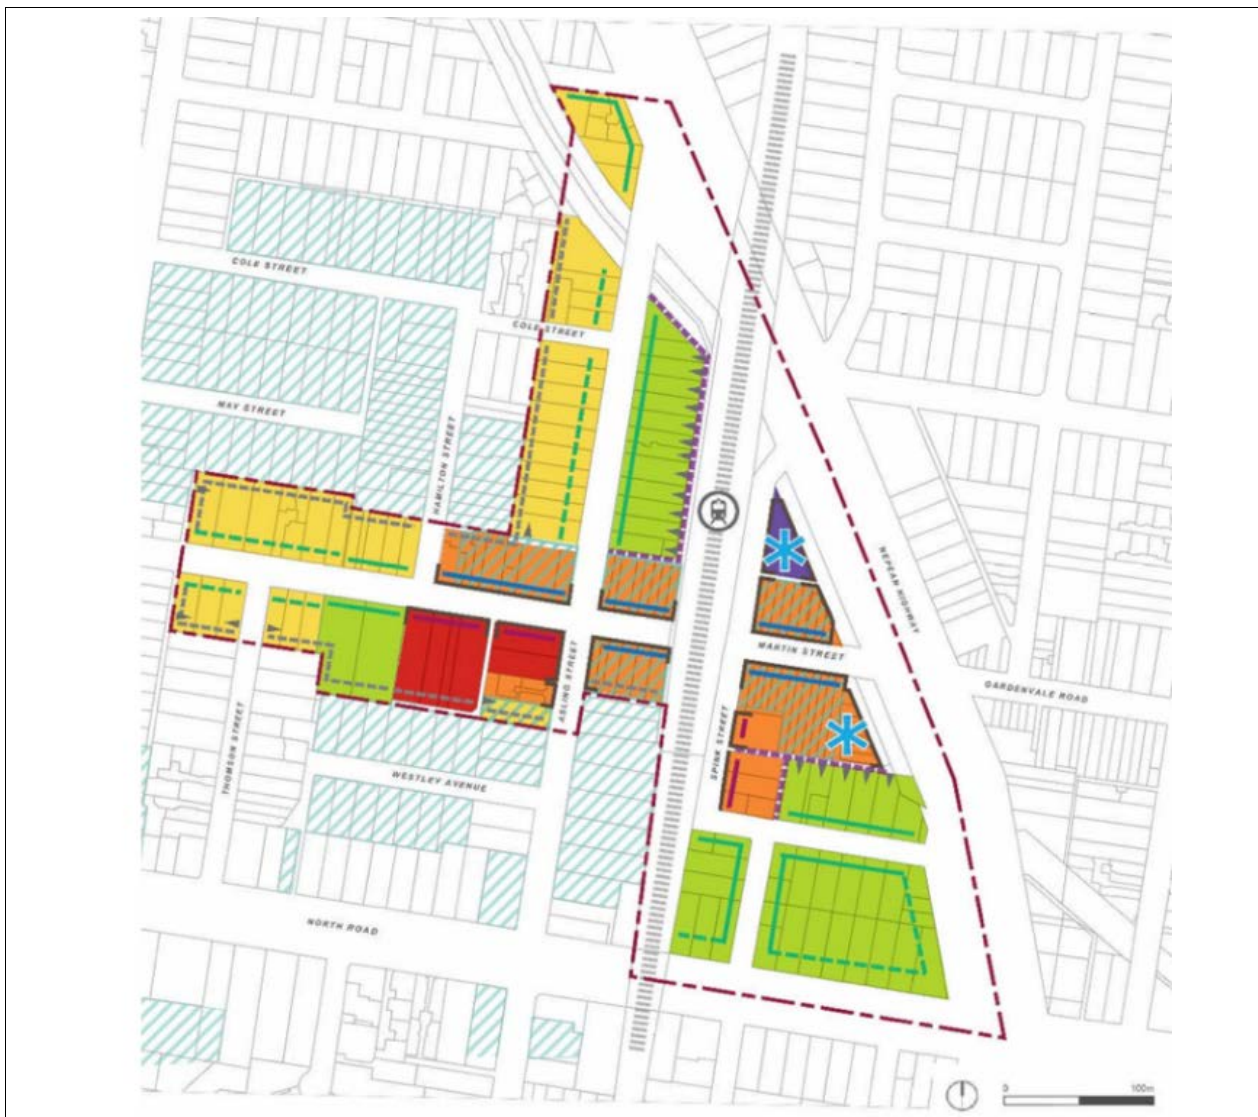 COLE STREET
COLE STREET
MAY STREET
HAMILTON STREET
NEPEAN HIGHWAY
MARTIN STREET
GARDENVALE ROAD
ASLING STREET
THOMSON STREET
SPINK STREET
WESTLEY AVENUE
NORTH ROAD
0 100m